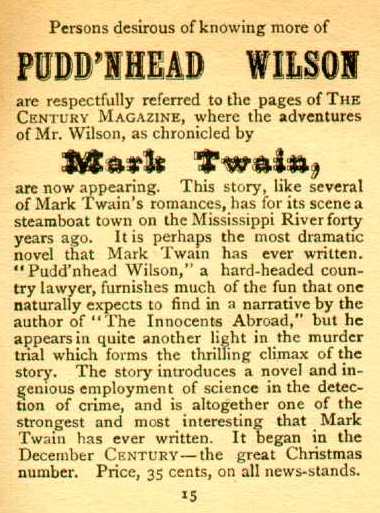 Persons desirous of knowing more of
PUDD'NHEAD WILSON
are respectfully referred to the pages of THE
CENTURY MAGAZINE, where the adventures
of Mr. Wilson, as chronicled by
Mark Twain,
are now appearing. This story, like several
of Mark Twain's romances, has for its scene a
steamboat town on the Mississippi River forty
years ago. It is perhaps the most dramatic
novel that Mark Twain has ever written.
"Pudd'nhead Wilson," a hard-headed coun-
try lawyer, furnishes much of the fun that one
naturally expects to find in a narrative by the
author of "The Innocents Abroad," but he
appears in quite another light in the murder
trial which forms the thrilling climax of the
story. The story introduces a novel and in-
genious employment of science in the detec-
tion of crime, and is altogether one of the
strongest and most interesting that Mark
Twain has ever written. It began in the
December CENTURY—the great Christmas
number. Price, 35 cents, on all news-stands.
15